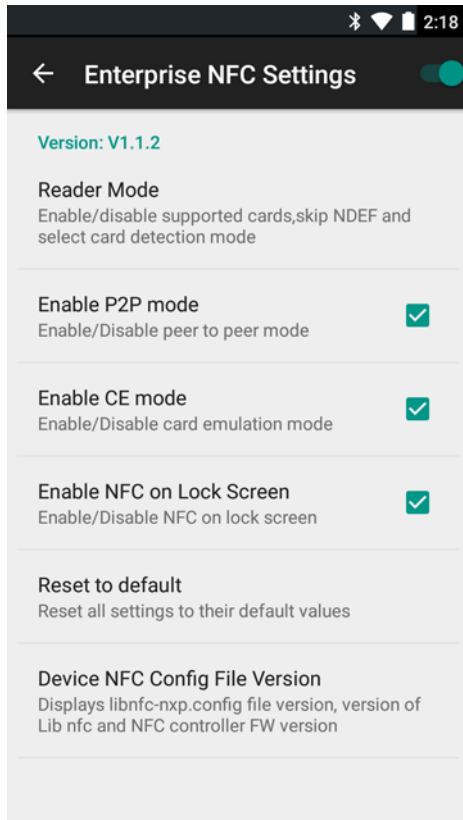 2:18
Enterprise NFC Settings
Version: V1.1.2
Reader Mode
Enable/disable supported cards,skip NDEF and
select card detection mode
Enable P2P mode
Enable/Disable peer to peer mode
Enable CE mode
Enable/Disable card emulation mode
Enable NFC on Lock Screen
Enable/Disable NFC on lock screen
Reset to default
Reset all settings to their default values
Device NFC Config File Version
Displays libnfc-nxp.config file version, version of
Lib nfc and NFC controller FW version